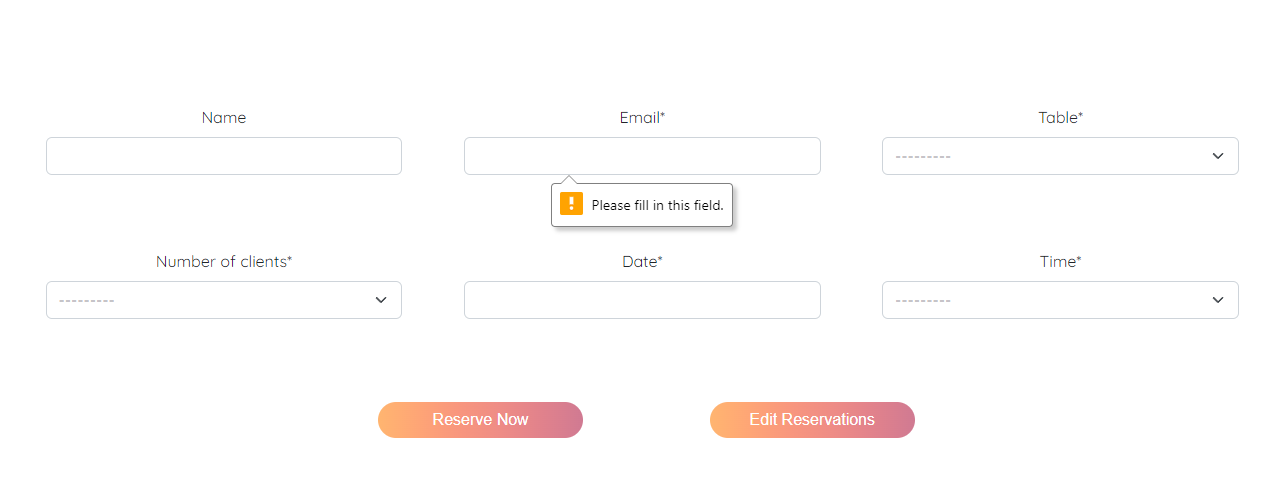 Name
Email*
Table*
---------
Please fill in this field.
Number of clients*
Date*
Time*
---------
---------
Reserve Now
Edit Reservations